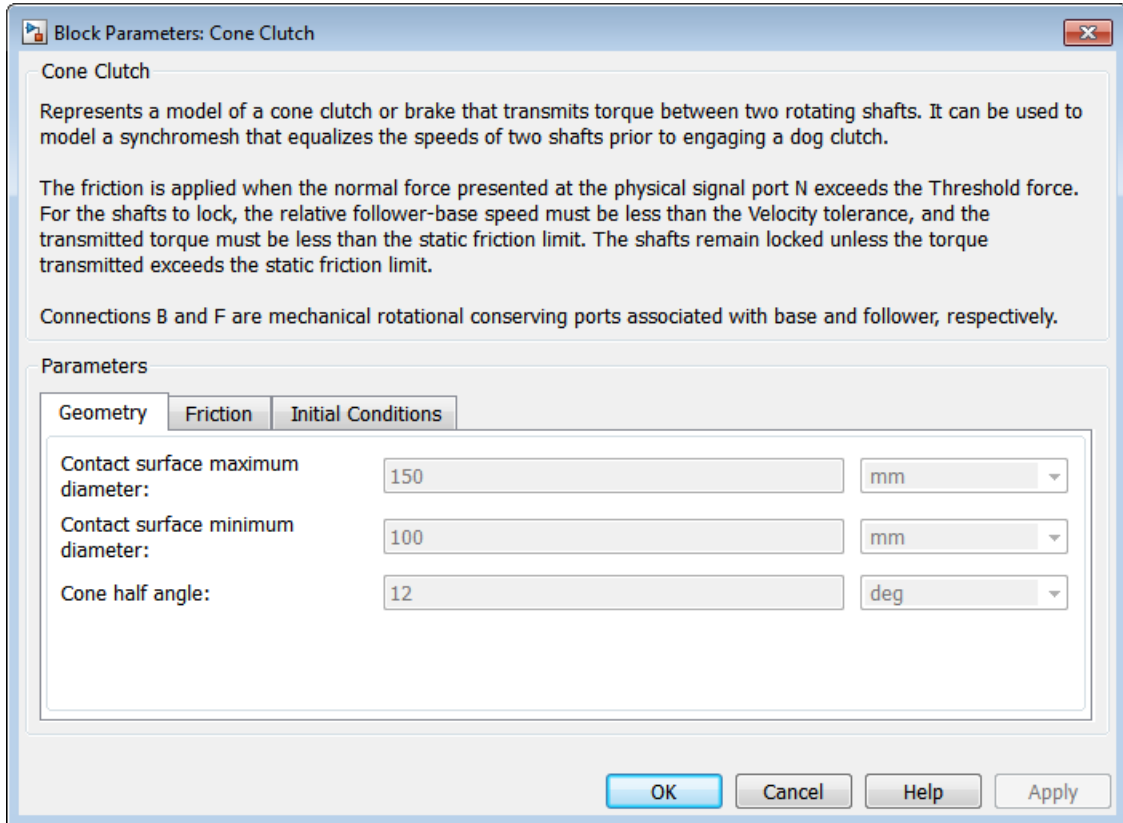 Block Parameters: Cone Clutch
Cone Clutch
Represents a model of a cone clutch or brake that transmits torque between two rotating shafts. It can be used to
model a synchromesh that equalizes the speeds of two shafts prior to engaging a dog clutch.
The friction is applied when the normal force presented at the physical signal port N exceeds the Threshold force.
For the shafts to lock, the relative follower-base speed must be less than the Velocity tolerance, and the
transmitted torque must be less than the static friction limit. The shafts remain locked unless the torque
transmitted exceeds the static friction limit.
Connections B and F are mechanical rotational conserving ports associated with base and follower, respectively.
Parameters
Geometry Friction Initial Conditions
Contact surface maximum
diameter: 150 mm
Contact surface minimum
diameter: 100 mm
Cone half angle: 12 deg
OK Cancel Help Apply